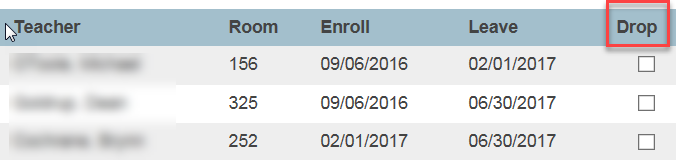 Teacher Room Enroll Leave Drop
156 09/06/2016 02/01/2017
325 09/06/2016 06/30/2017
252 02/01/2017 06/30/2017